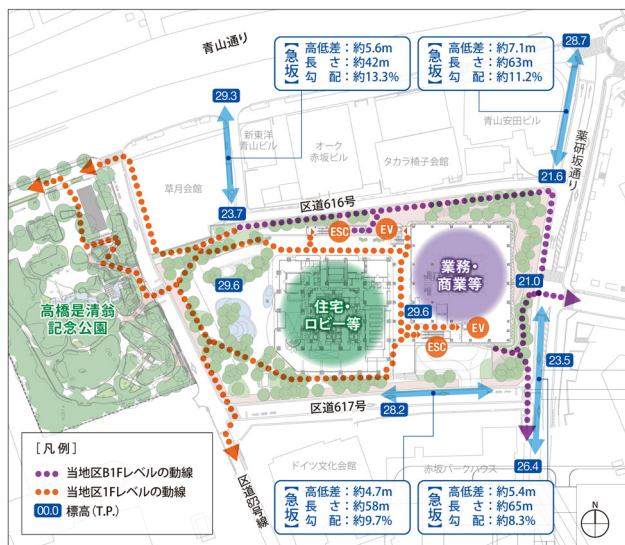 青山通り
【急坂】
高低差：約5.6m
長 さ：約42m
勾 配：約13.3%
【急坂】
高低差：約7.1m
長 さ：約63m
勾 配：約11.2%
28.7
29.3
新東洋
青山ビル
オーク
赤坂ビル
タカラ椅子会館
青山安田ビル
薬研坂通り
草月会館
21.6
23.7
区道616号
ESC
EV
業務・
商業等
21.0
29.6
住宅・
ロビー等
29.6
高橋是清翁
記念公園
EV
ESC
23.5
28.2
区道617号
26.4
ドイツ文化会館
赤坂パークハウス
区道873号線
［凡例］
当地区B1Fレベルの動線
当地区1Fレベルの動線
00.0 標高（T.P.）
【急坂】
高低差：約4.7m
長 さ：約58m
勾 配：約9.7%
【急坂】
高低差：約5.4m
長 さ：約65m
勾 配：約8.3%
N